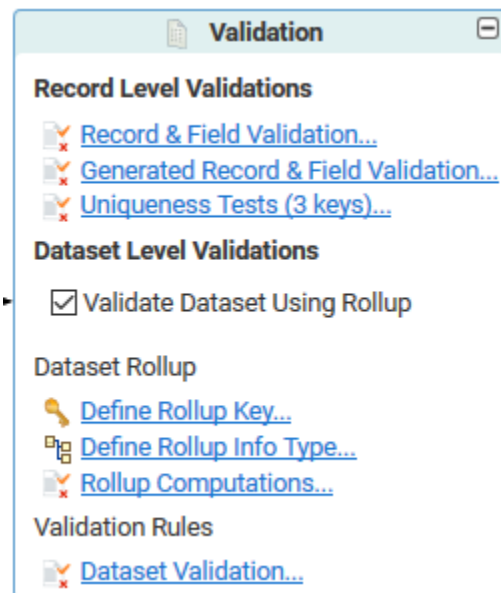 Validation
Record Level Validations
Record & Field Validation...
Generated Record & Field Validation...
Uniqueness Tests (3 keys)...
Dataset Level Validations
Validate Dataset Using Rollup
Dataset Rollup
Define Rollup Key...
Define Rollup Info Type...
Rollup Computations...
Validation Rules
Dataset Validation...